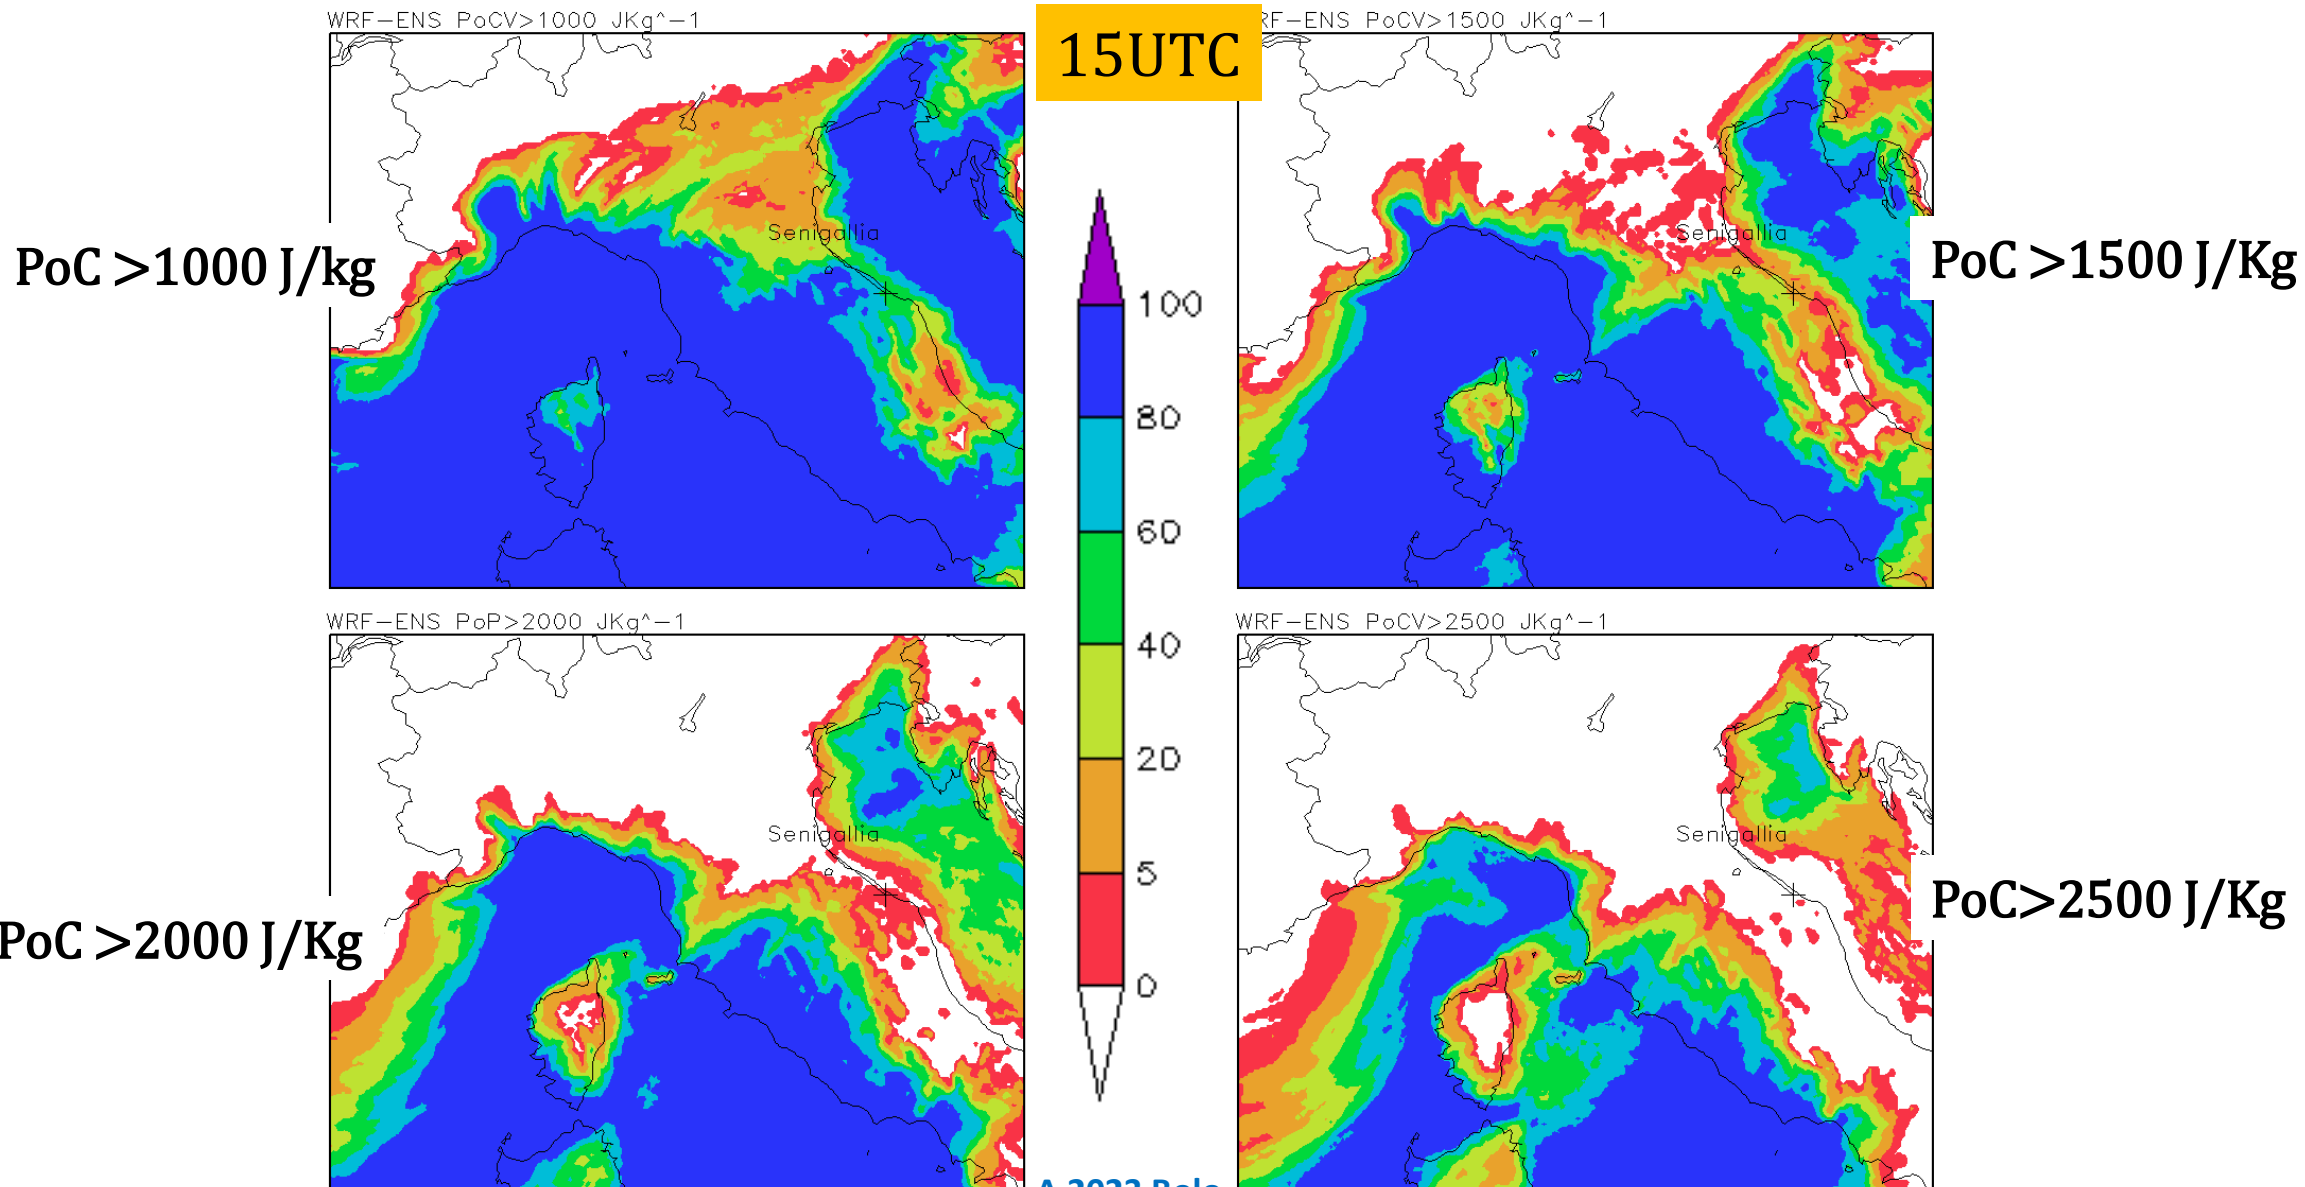 WRF-ENS PoCV>1000 JKg^-1
15UTC
RF-ENS PoCV>1500 JKg^-1
Senigallia
Senigallia
PoC >1000 J/kg
PoC >1500 J/Kg
100
80
60
40
20
5
0
WRF-ENS PoP>2000 JKg^-1
WRF-ENS PoCV>2500 JKg^-1
Senigallia
Senigallia
PoC >2000 J/Kg
PoC>2500 J/Kg